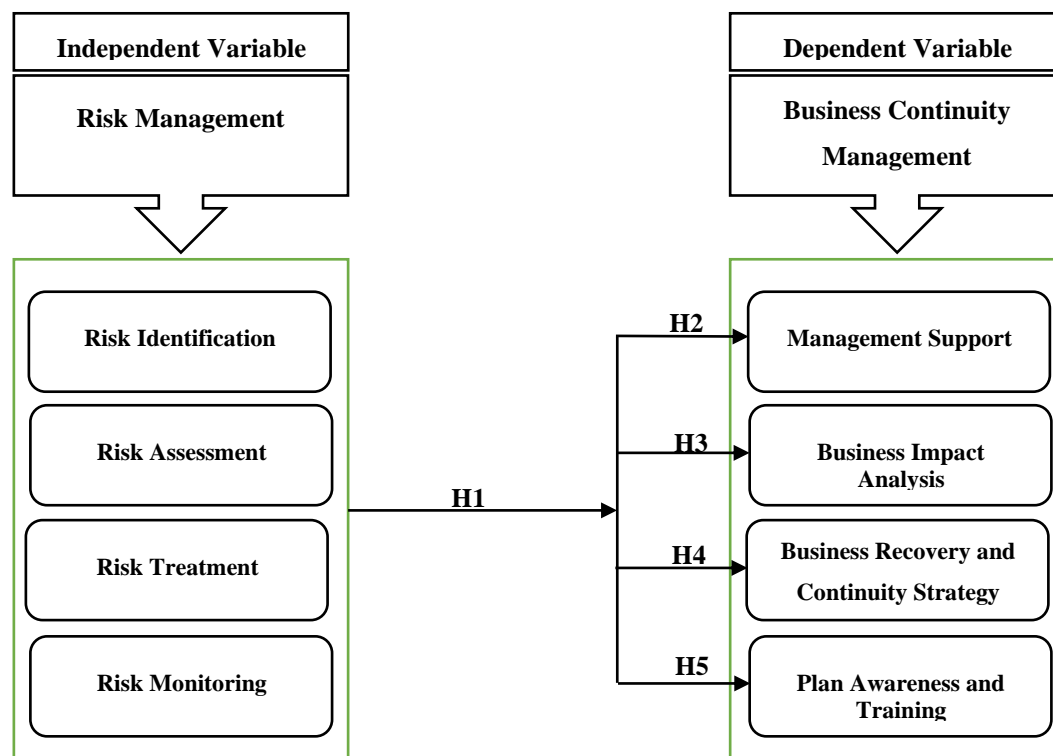 Independent Variable
Risk Management
Risk Identification
Risk Assessment
Risk Treatment
Risk Monitoring
H1
H2
H3
H4
H5
Dependent Variable
Business Continuity
Management
Management Support
Business Impact
Analysis
Business Recovery and
Continuity Strategy
Plan Awareness and
Training